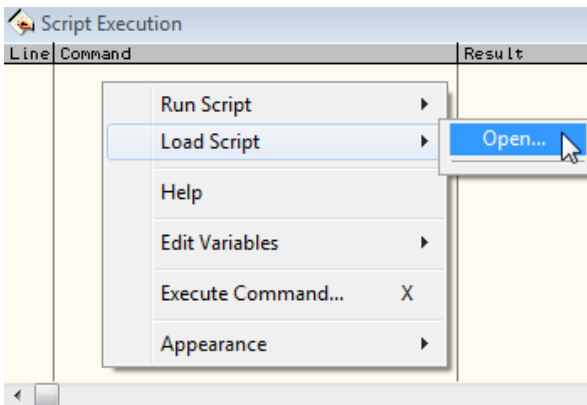 Script Execution
Line Command Result
Run Script
Load Script
Open...
Help
Edit Variables
Execute Command... X
Appearance